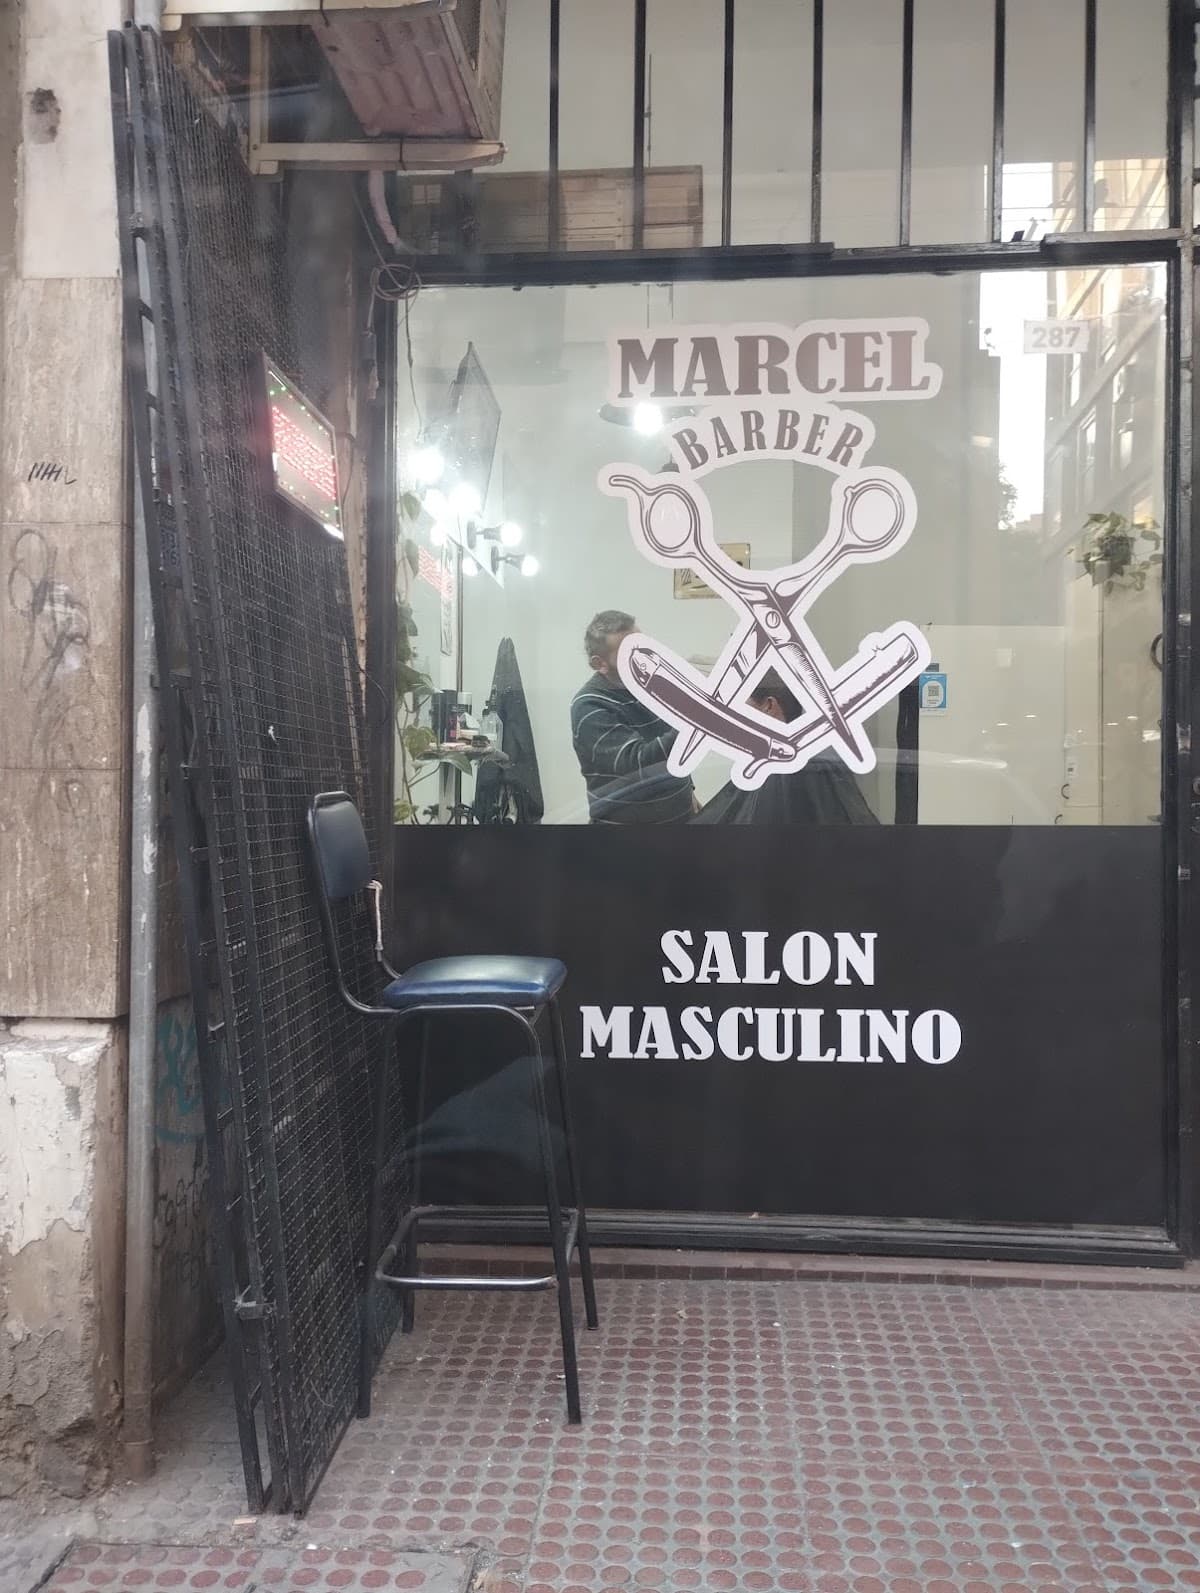 MARCEL
BARBER
287
SALON
MASCULINO